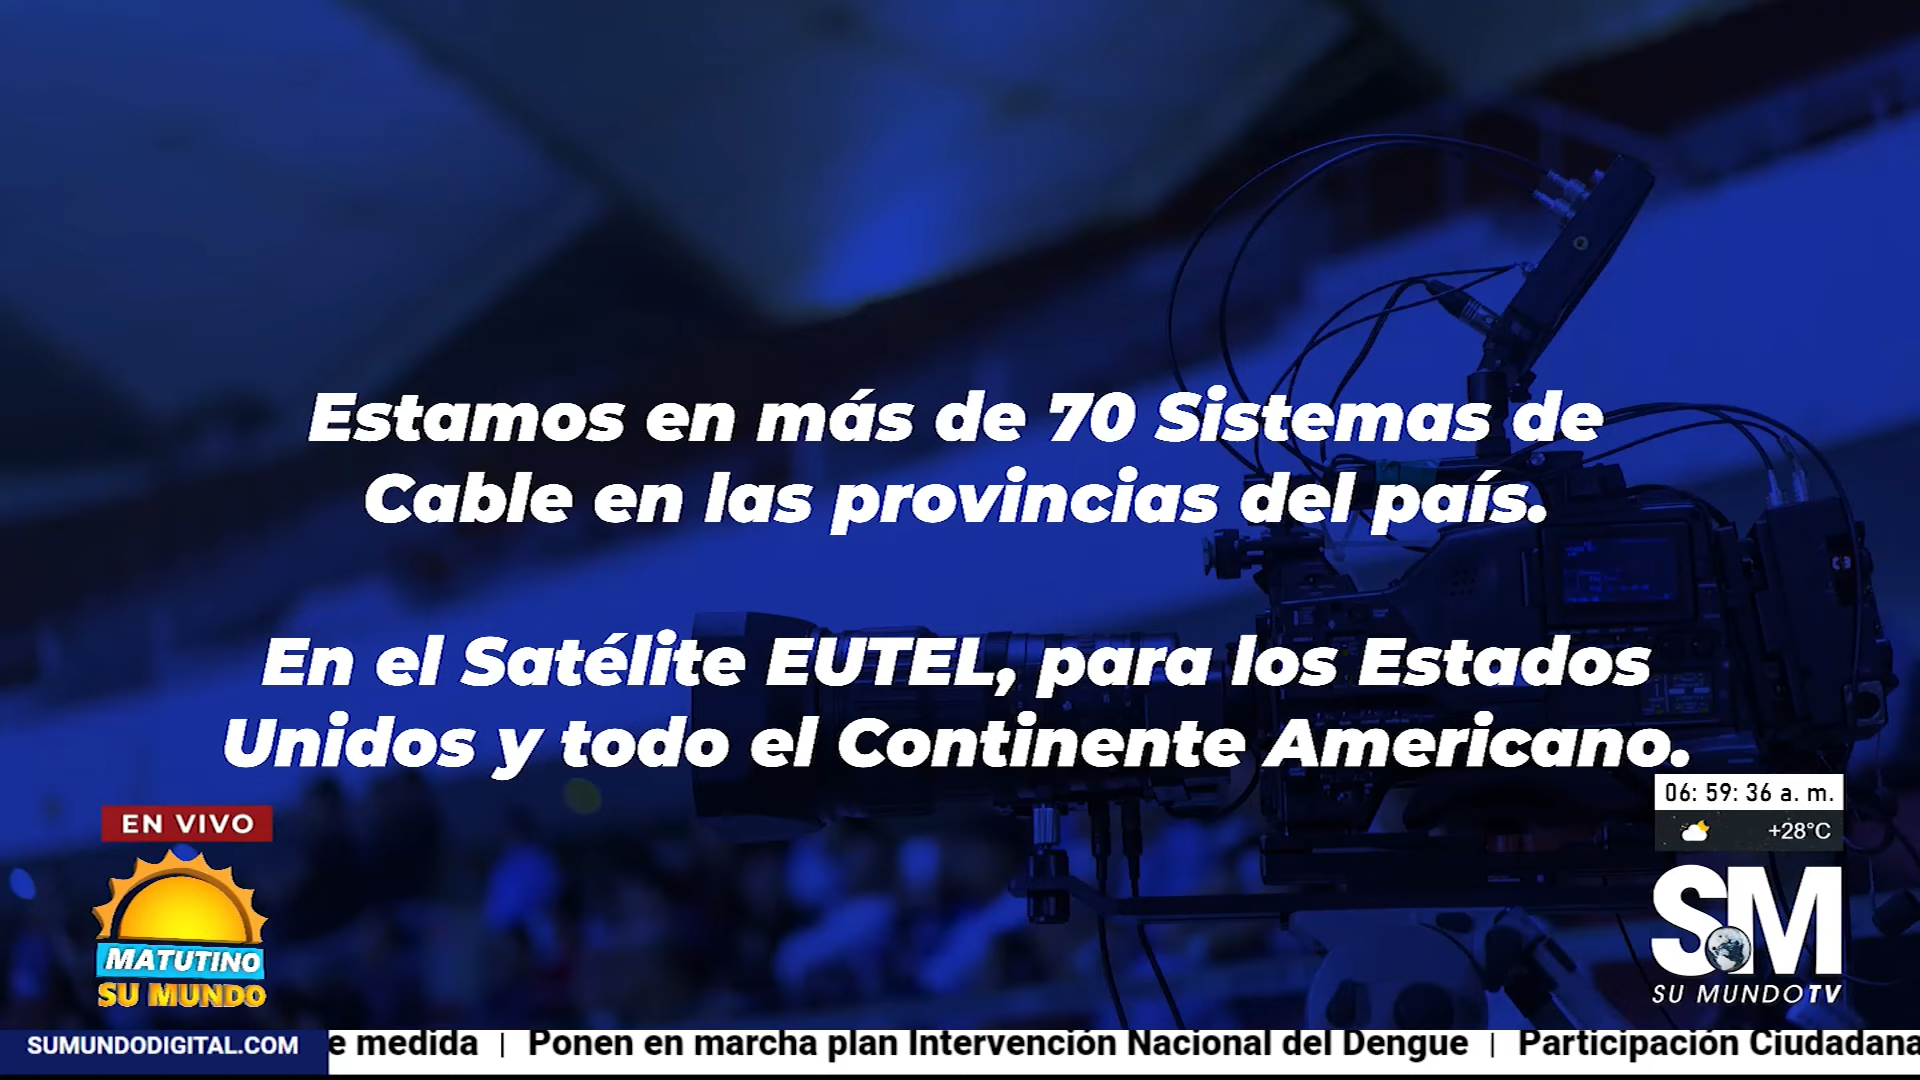 Estamos en más de 70 Sistemas de
Cable en las provincias del país.
En el Satélite EUTEL, para los Estados
Unidos y todo el Continente Americano.
EN VIVO
MATUTINO
SU MUNDO
06: 59: 36 a. m.
+28°C
SM
SU MUNDO TV
SUMUNDODIGITAL.COM
e medida | Ponen en marcha plan Intervención Nacional del Dengue | Participación Ciudadana